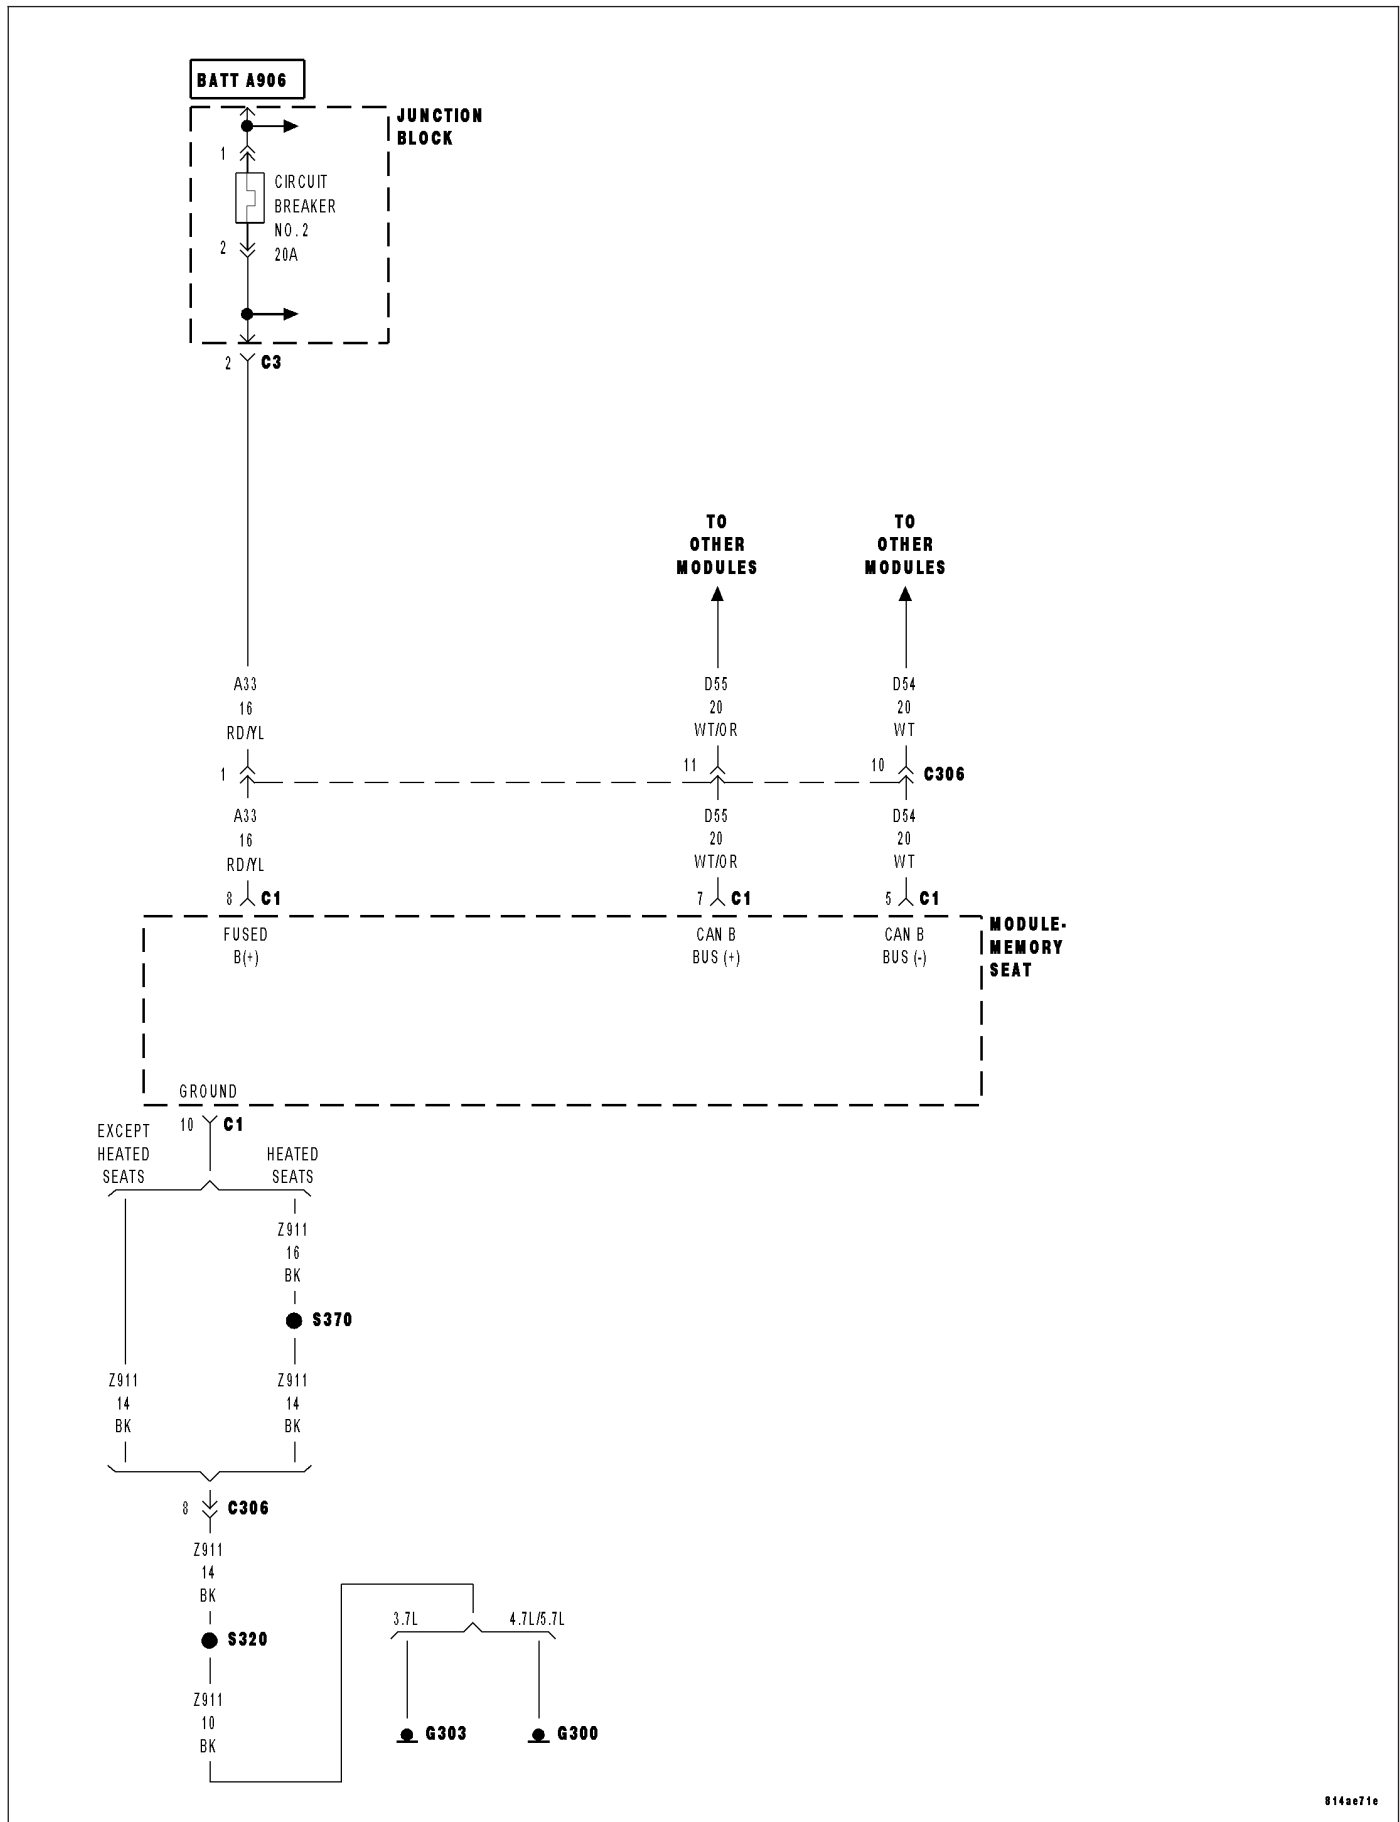 BATT A906
JUNCTION
BLOCK
1
CIRCUIT
BREAKER
NO.2
20A
2
2 C3
TO
OTHER
MODULES
TO
OTHER
MODULES
A33
16
RD/YL
D55
20
WT/OR
D54
20
WT
1
11
10
C306
A33
16
RD/YL
D55
20
WT/OR
D54
20
WT
8 C1
7 C1
5 C1
FUSED
B(+)
CAN B
BUS (+)
CAN B
BUS (-)
MODULE-
MEMORY
SEAT
GROUND
10 C1
EXCEPT
HEATED
SEATS
HEATED
SEATS
Z911
16
BK
S370
Z911
14
BK
Z911
14
BK
8 C306
Z911
14
BK
S320
Z911
10
BK
3.7L
4.7L/5.7L
G303
G300
814ae71e